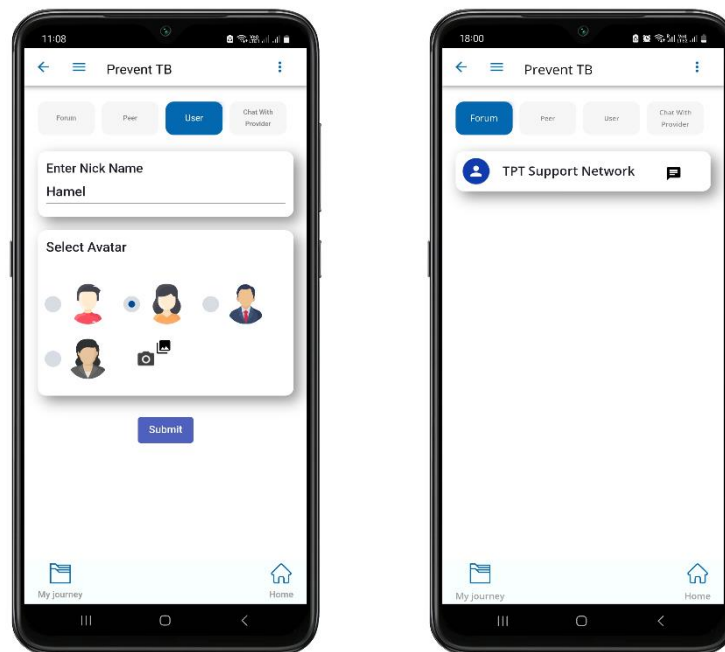 11:08
Prevent TB
Forum
Peer
User
Chat With
Provider
Enter Nick Name
Hamel
Select Avatar
Submit
My journey
Home
18:00
Prevent TB
Forum
Peer
User
Chat With
Provider
TPT Support Network
My journey
Home